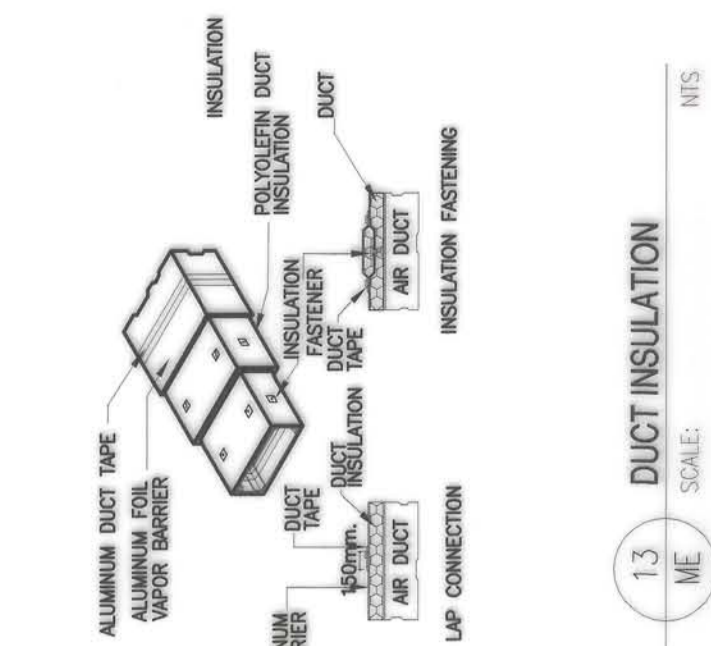 ALUMINUM DUCT TAPE
ALUMINUM FOIL
VAPOR BARRIER
INSULATION
POLYOLEFIN DUCT
INSULATION
INSULATION
FASTENER
DUCT
TAPE
DUCT
AIR DUCT
INSULATION FASTENING
DUCT
TAPE
DUCT
INSULATION
150mm.
AIR DUCT
LAP CONNECTION
13
ME
DUCT INSULATION
SCALE:
NTS